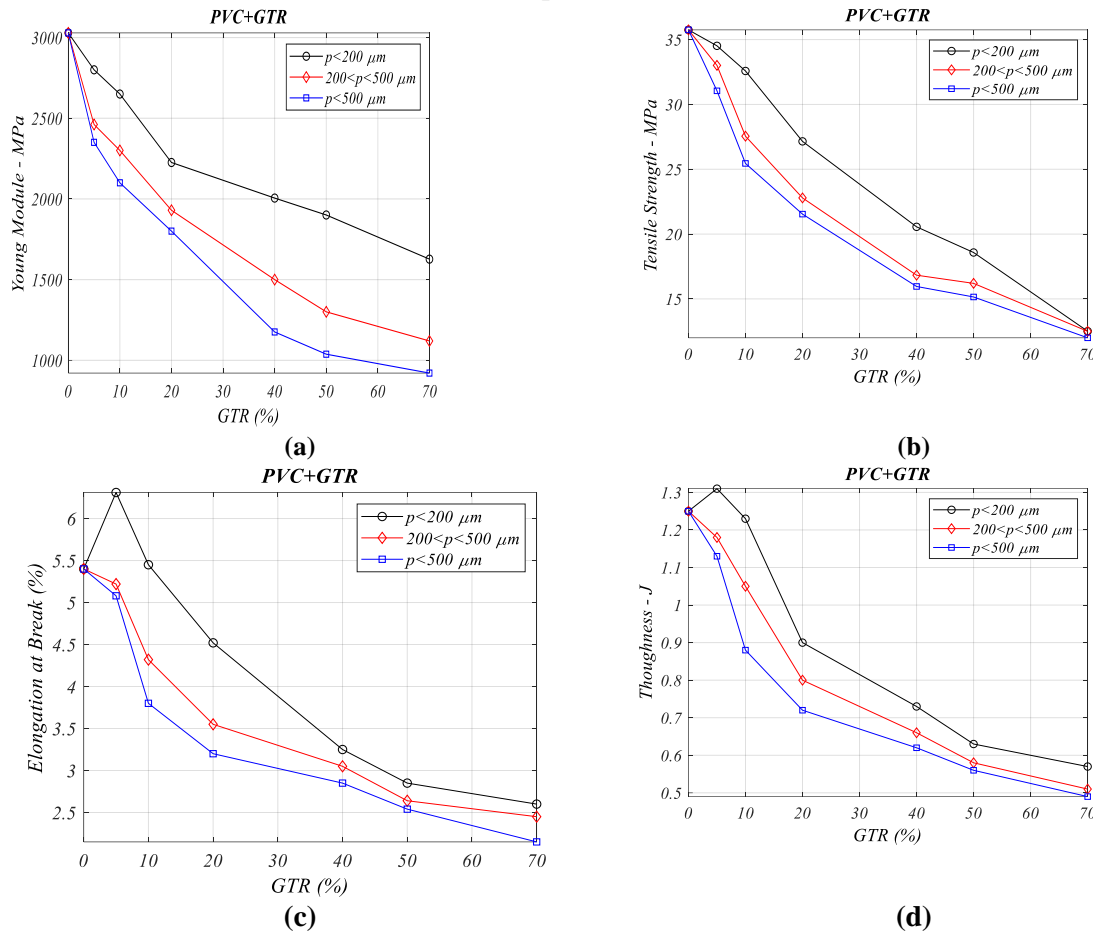 PVC+GTR
3000
2500
2000
1500
1000
Young Module - MPa
p<200 μm
200<p<500 μm
p<500 μm
0 10 20 30 40 50 60 70
GTR (%)
(a)
PVC+GTR
35
30
25
20
15
Tensile Strength - MPa
p<200 μm
200<p<500 μm
p<500 μm
0 10 20 30 40 50 60 70
GTR (%)
(b)
PVC+GTR
6
5.5
5
4.5
4
3.5
3
2.5
Elongation at Break (%)
p<200 μm
200<p<500 μm
p<500 μm
0 10 20 30 40 50 60 70
GTR (%)
(c)
PVC+GTR
1.3
1.2
1.1
1
0.9
0.8
0.7
0.6
0.5
Thoughness - J
p<200 μm
200<p<500 μm
p<500 μm
0 10 20 30 40 50 60 70
GTR (%)
(d)